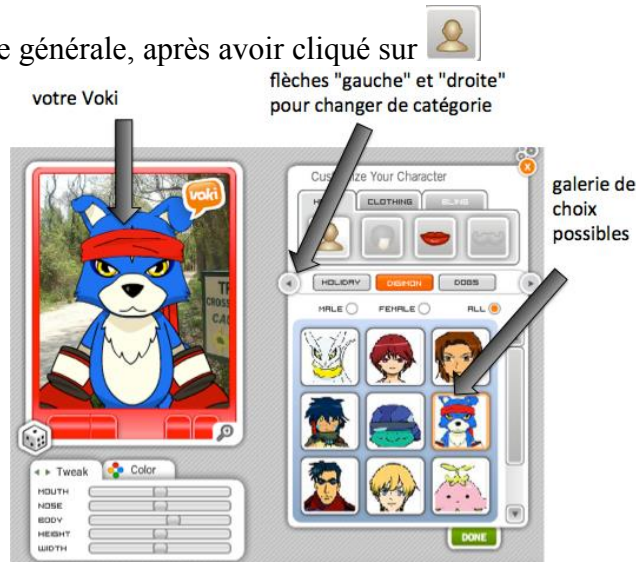 e générale, après avoir cliqué sur
votre Voki
flèches "gauche" et "droite"
pour changer de catégorie
galerie de
choix
possibles
voki
Customize Your Character
CLOTHING
BLING
HOLIDAY
DIGIMON
DOGS
MALE
FEMALE
ALL
Tweak
Color
MOUTH
NOSE
BODY
HEIGHT
WIDTH
DONE